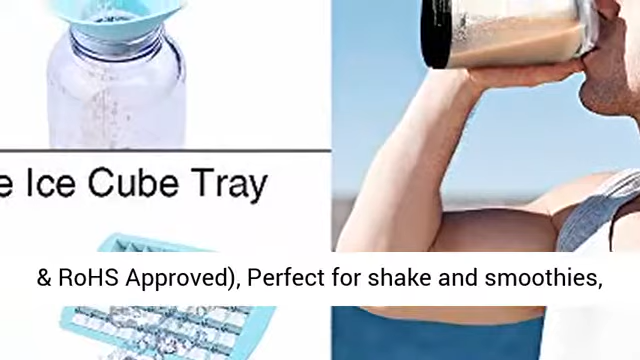 e Ice Cube Tray
& RoHS Approved), Perfect for shake and smoothies,